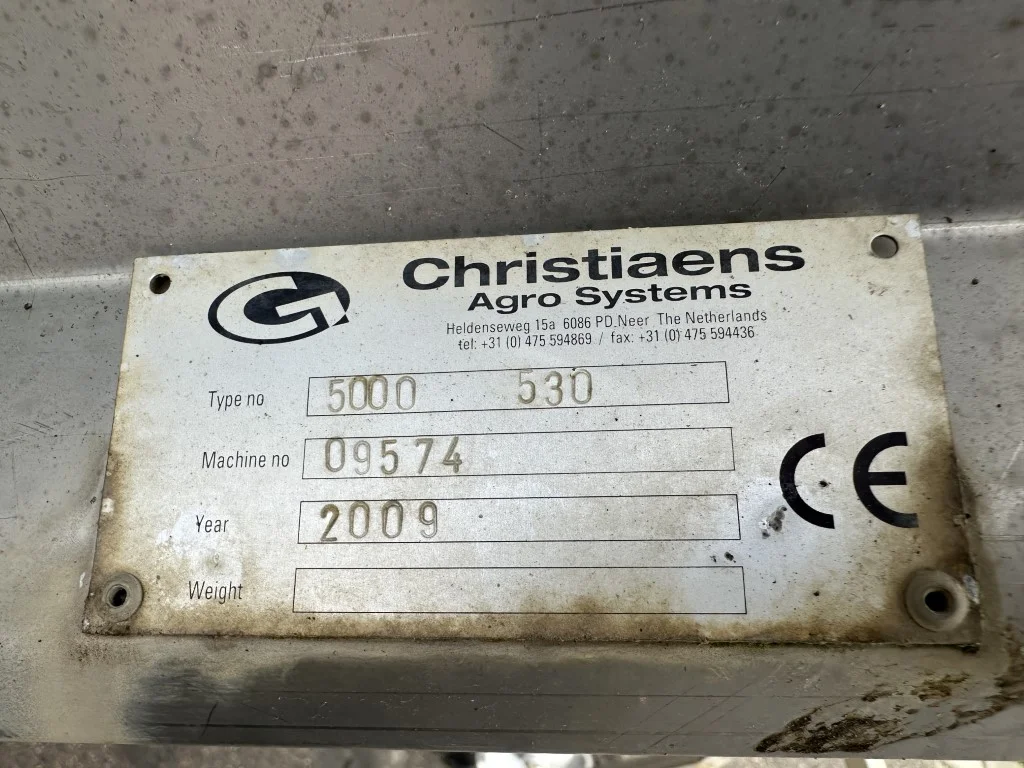 Christiaens
Agro Systems
Heldenseweg 15a 6086 PD. Neer The Netherlands
tel: +31 (0) 475 594869 / fax: +31 (0) 475 594436
Type no 5000 530
Machine no 09574
Year 2009
Weight
CE